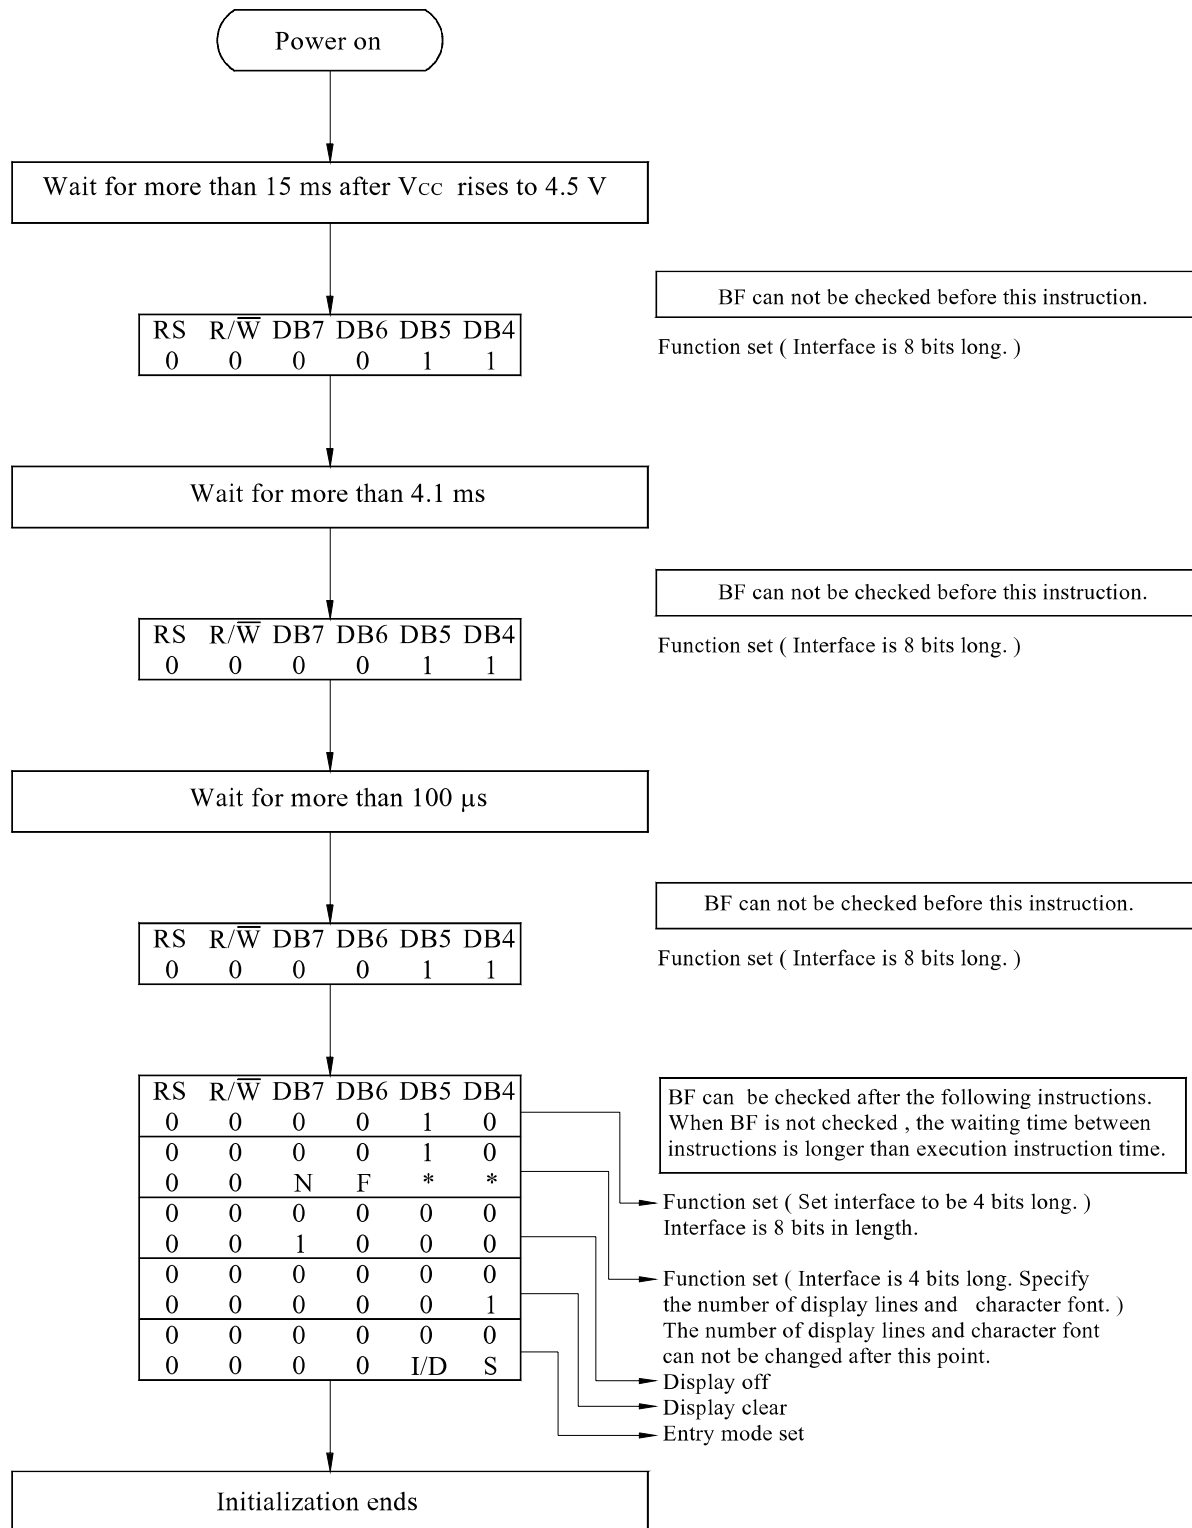 Power on
Wait for more than 15 ms after VCC rises to 4.5 V
BF can not be checked before this instruction.
RS R/W̅ DB7 DB6 DB5 DB4
0 0 0 0 1 1
Function set ( Interface is 8 bits long. )
Wait for more than 4.1 ms
BF can not be checked before this instruction.
RS R/W̅ DB7 DB6 DB5 DB4
0 0 0 0 1 1
Function set ( Interface is 8 bits long. )
Wait for more than 100 µs
BF can not be checked before this instruction.
RS R/W̅ DB7 DB6 DB5 DB4
0 0 0 0 1 1
Function set ( Interface is 8 bits long. )
RS R/W̅ DB7 DB6 DB5 DB4
0 0 0 0 1 0
0 0 0 0 1 0
0 0 N F * *
0 0 0 0 0 0
0 0 1 0 0 0
0 0 0 0 0 0
0 0 0 0 0 1
0 0 0 0 0 0
0 0 0 0 I/D S
BF can be checked after the following instructions.
When BF is not checked , the waiting time between
instructions is longer than execution instruction time.
Function set ( Set interface to be 4 bits long. )
Interface is 8 bits in length.
Function set ( Interface is 4 bits long. Specify
the number of display lines and character font. )
The number of display lines and character font
can not be changed after this point.
Display off
Display clear
Entry mode set
Initialization ends